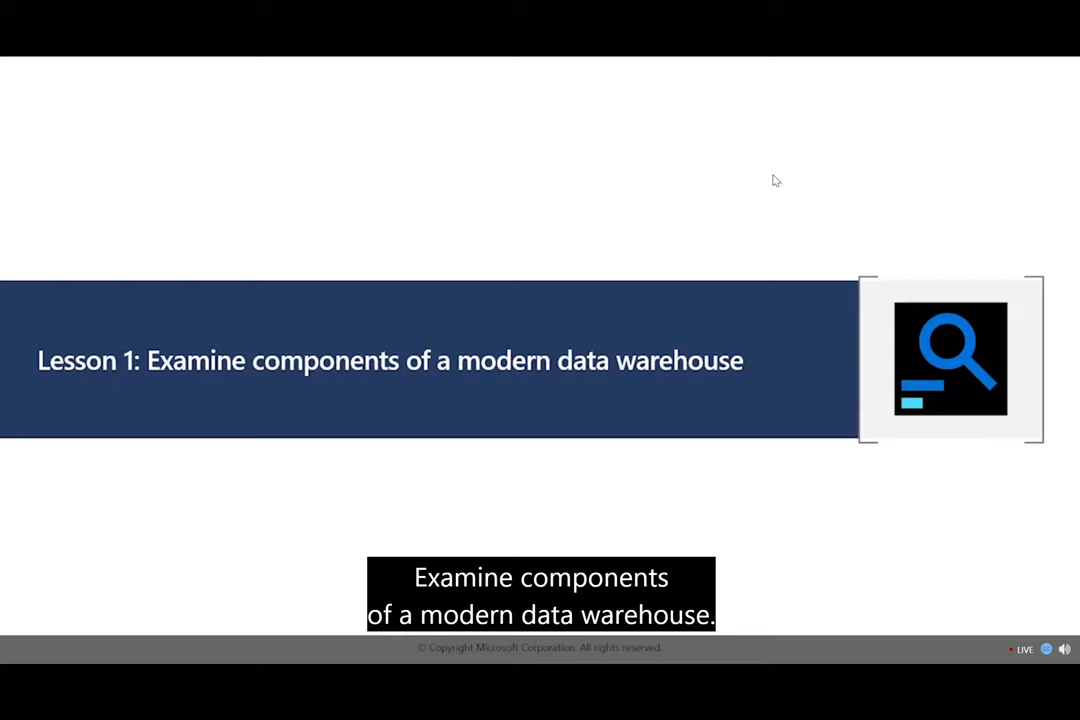 Lesson 1: Examine components of a modern data warehouse
Examine components
of a modern data warehouse.
© Copyright Microsoft Corporation. All rights reserved.
LIVE
CC